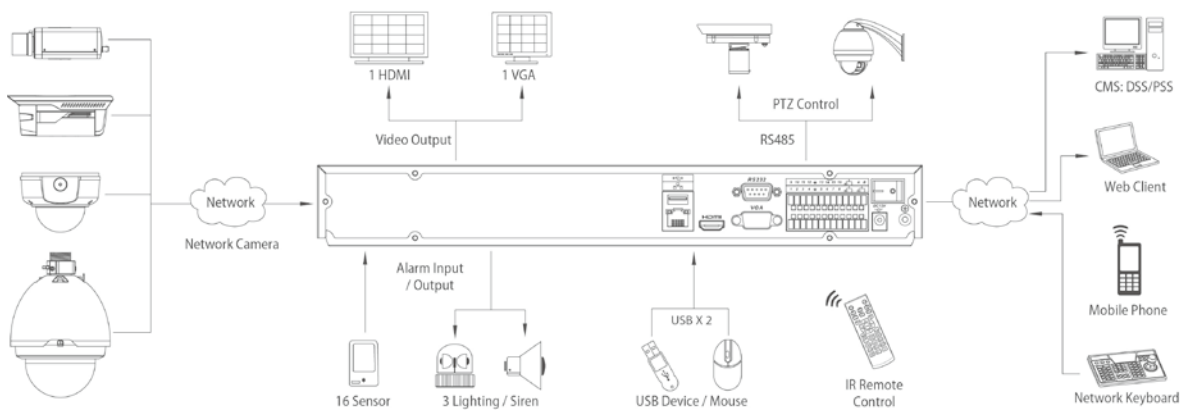 1 HDMI
1 VGA
Video Output
PTZ Control
RS485
CMS: DSS/PSS
Network
Network Camera
RS232
HDMI
VGA
Network
Web Client
Alarm Input
/ Output
USB X 2
Mobile Phone
16 Sensor
3 Lighting / Siren
USB Device / Mouse
IR Remote
Control
Network Keyboard